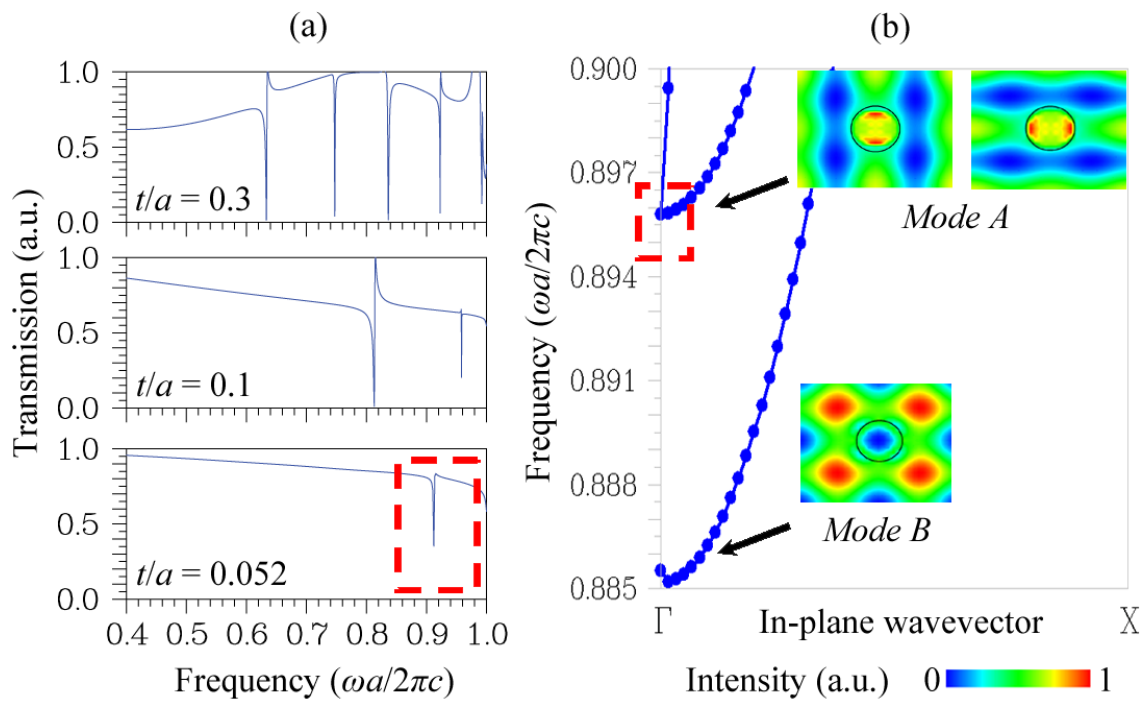 (a)
Transmission (a.u.)
1.0
0.5
0.0
t/a = 0.3
1.0
0.5
0.0
t/a = 0.1
1.0
0.5
0.0
t/a = 0.052
0.4 0.5 0.6 0.7 0.8 0.9 1.0
Frequency (ωa/2πc)
(b)
Frequency (ωa/2πc)
0.900
0.897
0.894
0.891
0.888
0.885
Mode A
Mode B
Γ In-plane wavevector X
Intensity (a.u.) 0 1